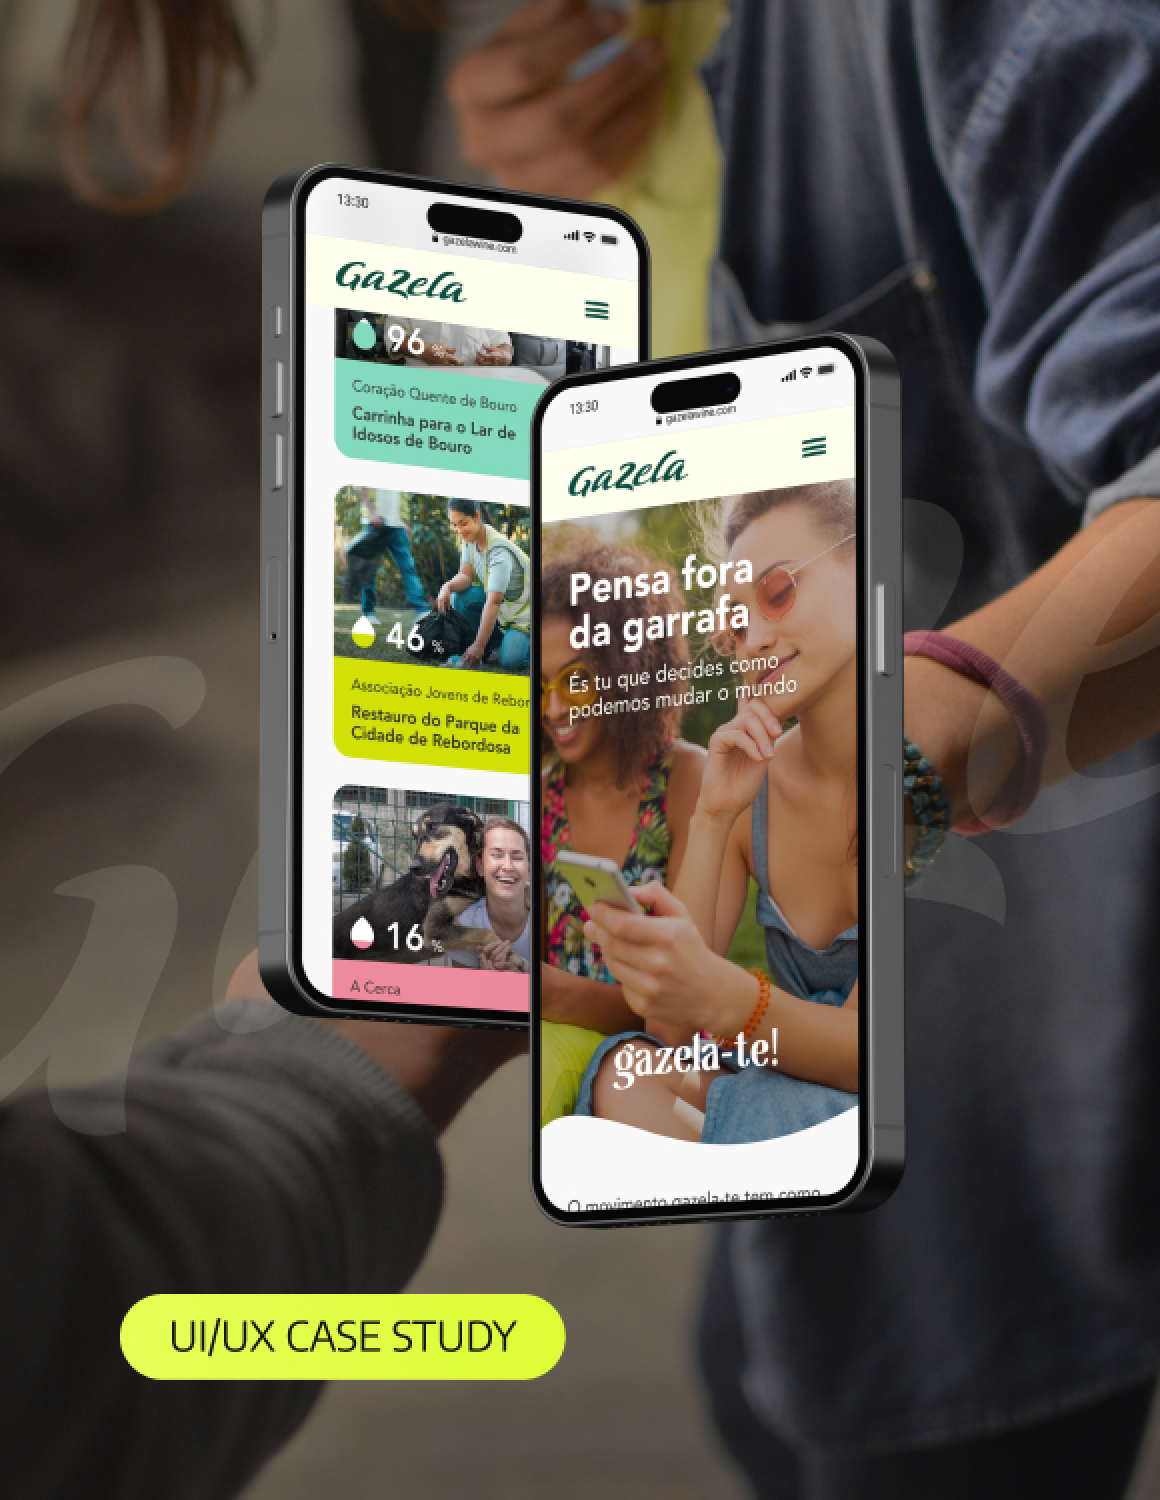 13:30
gazelawine.com
Gazela
96 %
Coração Quente de Bouro
Carrinha para o Lar de
Idosos de Bouro
46 %
Associação Jovens de Rebor
Restauro do Parque da
Cidade de Rebordosa
16 %
A Cerca
13:30
gazelawine.com
Gazela
Pensa fora
da garrafa
És tu que decides como
podemos mudar o mundo
gazela-te!
O movimento gazela-te tem como
UI/UX CASE STUDY